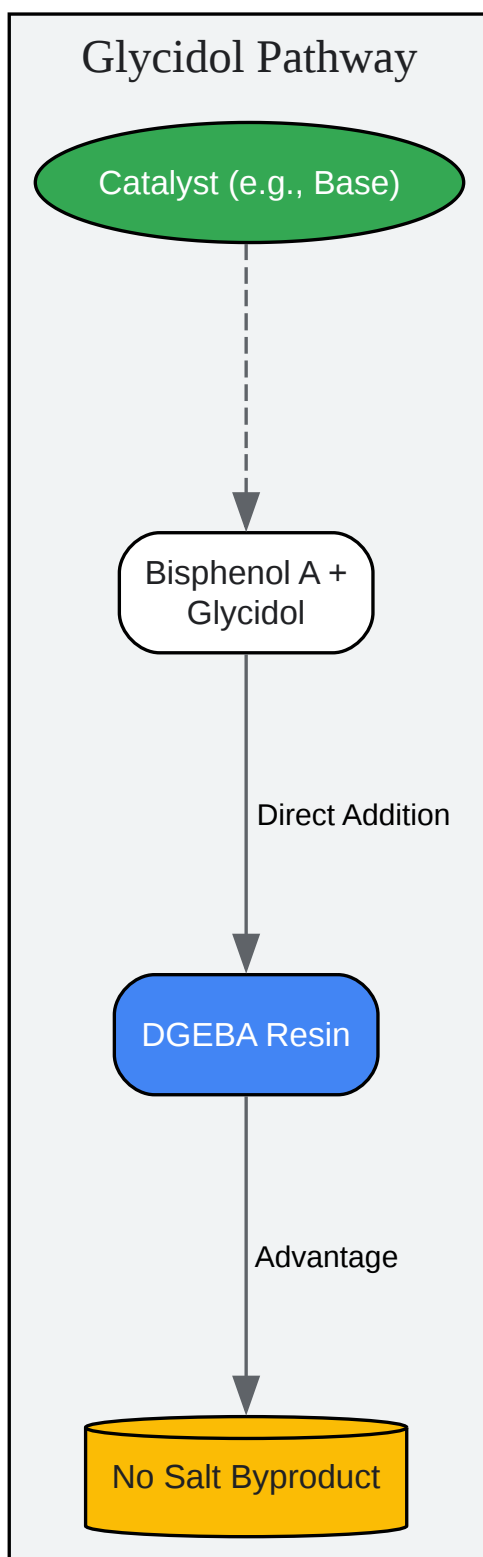 Glycidol Pathway
Catalyst (e.g., Base)
Bisphenol A +
Glycidol
Direct Addition
DGEBA Resin
Advantage
No Salt Byproduct